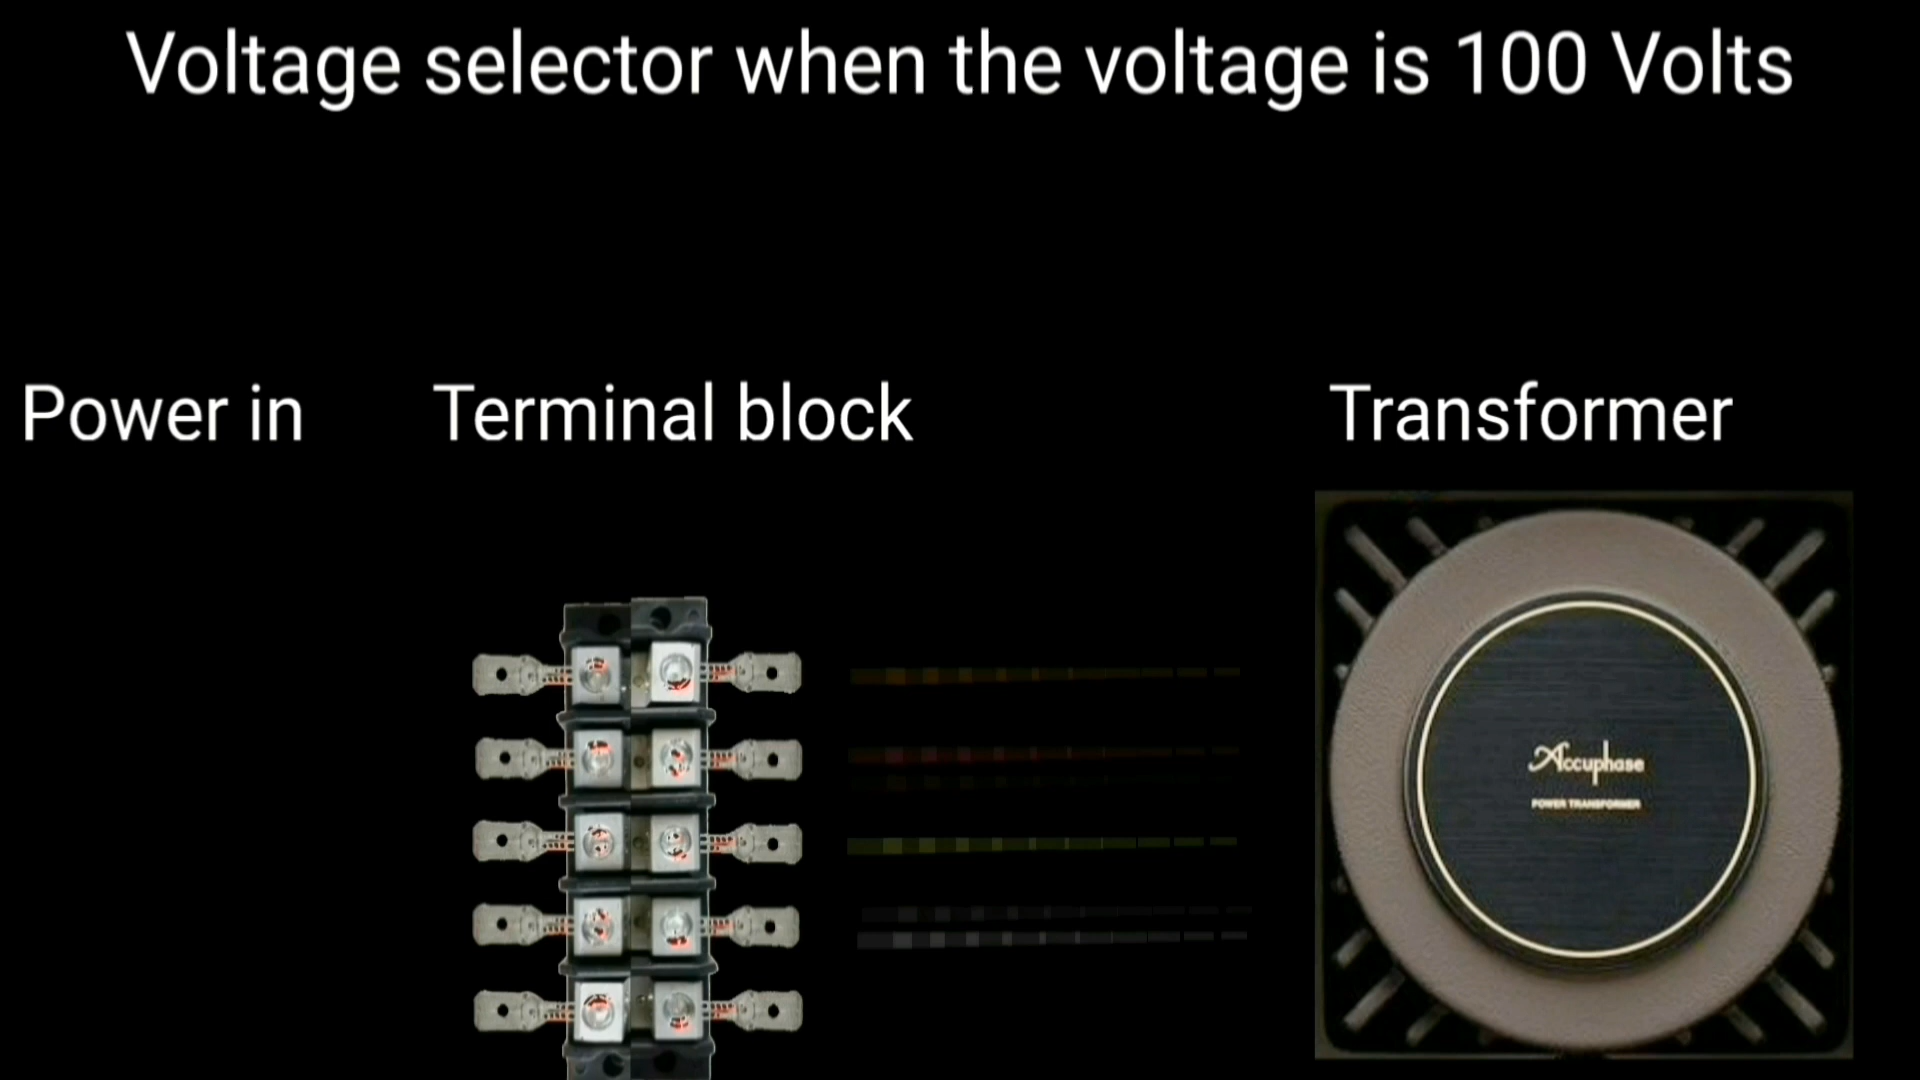 Voltage selector when the voltage is 100 Volts
Power in
Terminal block
Transformer
Accuphase
POWER TRANSFORMER